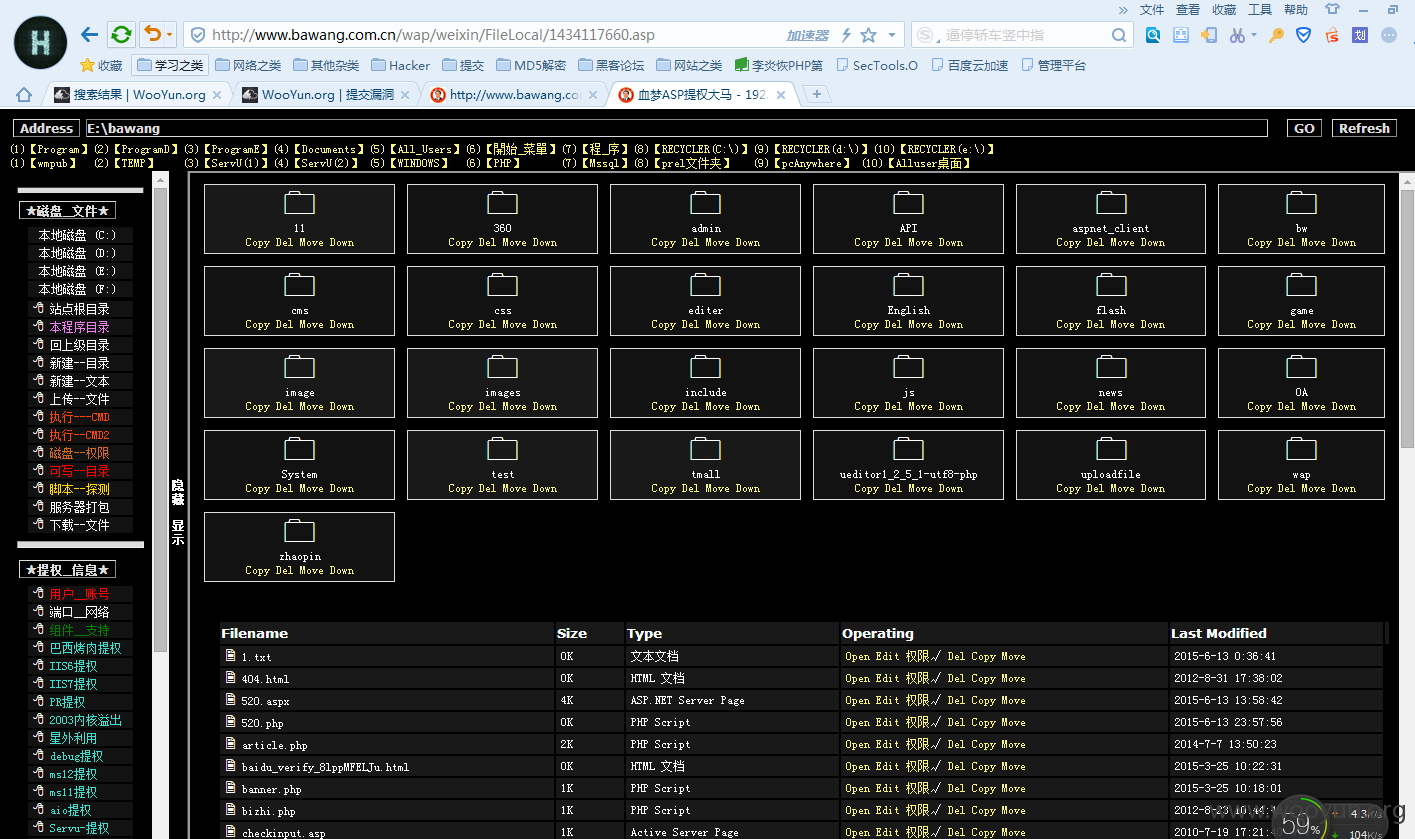 » 文件 查看 收藏 工具 帮助
H http://www.bawang.com.cn/wap/weixin/FileLocal/1434117660.asp 加速器 逼停轿车竖中指
收藏 学习之类 网络之类 其他杂类 Hacker 提交 MD5解密 黑客论坛 网站之类 李炎恢PHP第 SecTools.O 百度云加速 管理平台
搜索结果 | WooYun.org WooYun.org | 提交漏洞 http://www.bawang.co 血梦ASP提权大马 - 192.
Address E:\bawang GO Refresh
(1)【Program】(2)【ProgramD】(3)【ProgramE】(4)【Documents】(5)【All_Users】(6)【開始_菜單】(7)【程_序】(8)【RECYCLER(C:\)】(9)【RECYCLER(d:\)】(10)【RECYCLER(e:\)】
(1)【wmpub】 (2)【TEMP】 (3)【ServU(1)】(4)【ServU(2)】 (5)【WINDOWS】 (6)【PHP】 (7)【Mssql】(8)【prel文件夹】 (9)【pcAnywhere】 (10)【Alluser桌面】
★磁盘__文件★
本地磁盘 (C:)
本地磁盘 (D:)
本地磁盘 (E:)
本地磁盘 (F:)
站点根目录
本程序目录
回上级目录
新建--目录
新建--文本
上传--文件
执行---CMD
执行--CMD2
磁盘--权限
可写--目录
脚本--探测
服务器打包
下载--文件
★提权__信息★
用户__账号
端口__网络
组件__支持
巴西烤肉提权
IIS6提权
IIS7提权
PR提权
2003内核溢出
星外利用
debug提权
ms12提权
ms11提权
aio提权
Servu-提权
隐藏
显示
11 360 admin API aspnet_client bw
Copy Del Move Down Copy Del Move Down Copy Del Move Down Copy Del Move Down Copy Del Move Down Copy Del Move Down
cms css editer English flash game
Copy Del Move Down Copy Del Move Down Copy Del Move Down Copy Del Move Down Copy Del Move Down Copy Del Move Down
image images include js news OA
Copy Del Move Down Copy Del Move Down Copy Del Move Down Copy Del Move Down Copy Del Move Down Copy Del Move Down
System test tmall ueditor1_2_5_1-utf8-php uploadfile wap
Copy Del Move Down Copy Del Move Down Copy Del Move Down Copy Del Move Down Copy Del Move Down Copy Del Move Down
zhaopin
Copy Del Move Down
Filename Size Type Operating Last Modified
1.txt 0K 文本文档 Open Edit 权限√ Del Copy Move 2015-6-13 0:36:41
404.html 0K HTML 文档 Open Edit 权限√ Del Copy Move 2012-8-31 17:38:02
520.aspx 4K ASP.NET Server Page Open Edit 权限√ Del Copy Move 2015-6-13 13:58:42
520.php 0K PHP Script Open Edit 权限√ Del Copy Move 2015-6-13 23:57:56
article.php 2K PHP Script Open Edit 权限√ Del Copy Move 2014-7-7 13:50:23
baidu_verify_8lppMFELJu.html 0K HTML 文档 Open Edit 权限√ Del Copy Move 2015-3-25 10:22:31
banner.php 1K PHP Script Open Edit 权限√ Del Copy Move 2015-3-25 10:18:01
bizhi.php 1K PHP Script Open Edit 权限√ Del Copy Move 2012-8-23
checkinput.asp 1K Active Server Page Open Edit 权限√ Del Copy Move 2010-7-19 17:21:
59% 4.3K/s
104K/s